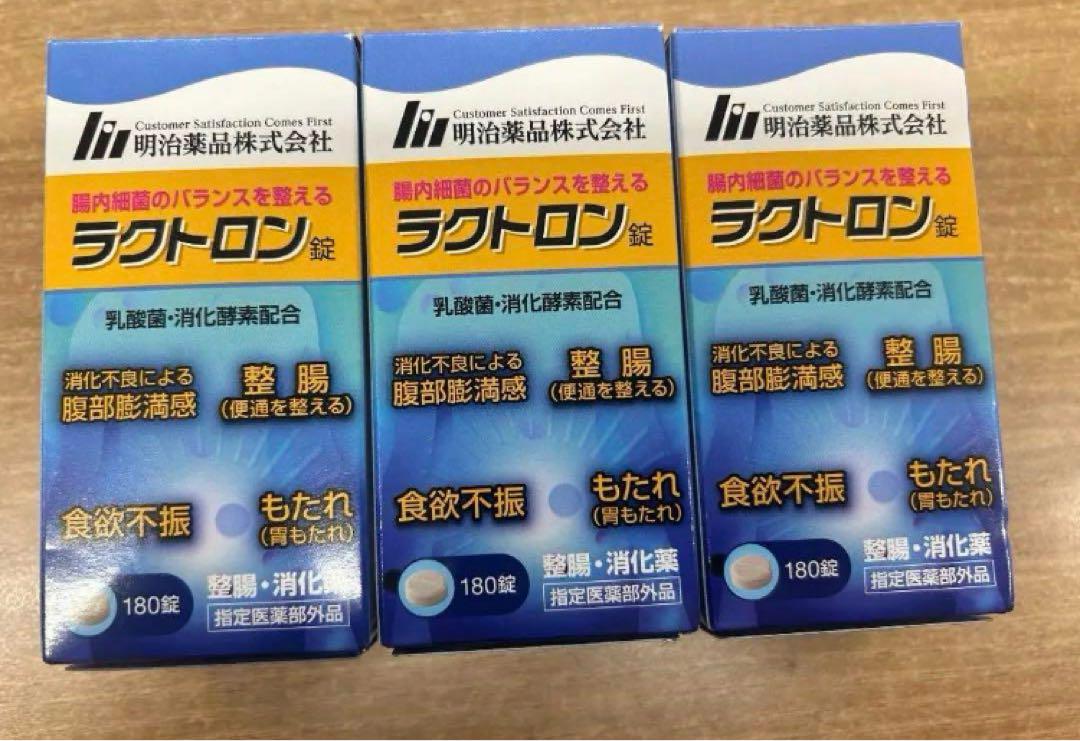 Customer Satisfaction Comes First
明治薬品株式会社
腸内細菌のバランスを整える
ラクトロン錠
乳酸菌・消化酵素配合
消化不良による
腹部膨満感
整腸
(便通を整える)
食欲不振
もたれ
(胃もたれ)
180錠
整腸・消化薬
指定医薬部外品
Customer Satisfaction Comes First
明治薬品株式会社
腸内細菌のバランスを整える
ラクトロン錠
乳酸菌・消化酵素配合
消化不良による
腹部膨満感
整腸
(便通を整える)
食欲不振
もたれ
(胃もたれ)
180錠
整腸・消化薬
指定医薬部外品
Customer Satisfaction Comes First
明治薬品株式会社
腸内細菌のバランスを整える
ラクトロン錠
乳酸菌・消化酵素配合
消化不良による
腹部膨満感
整腸
(便通を整える)
食欲不振
もたれ
(胃もたれ)
180錠
整腸・消化薬
指定医薬部外品